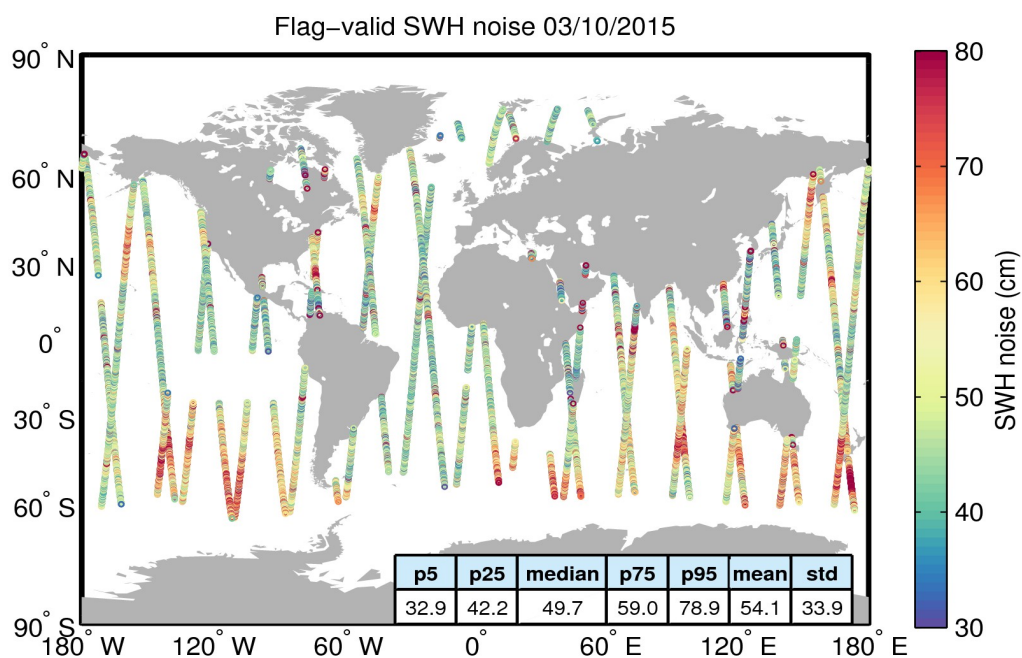 Flag−valid SWH noise 03/10/2015
90° N
60° N
30° N
0°
30° S
60° S
90° S
180° W 120° W 60° W 0° 60° E 120° E 180° E
80
70
60
50
40
30
SWH noise (cm)
p5 p25 median p75 p95 mean std
32.9 42.2 49.7 59.0 78.9 54.1 33.9